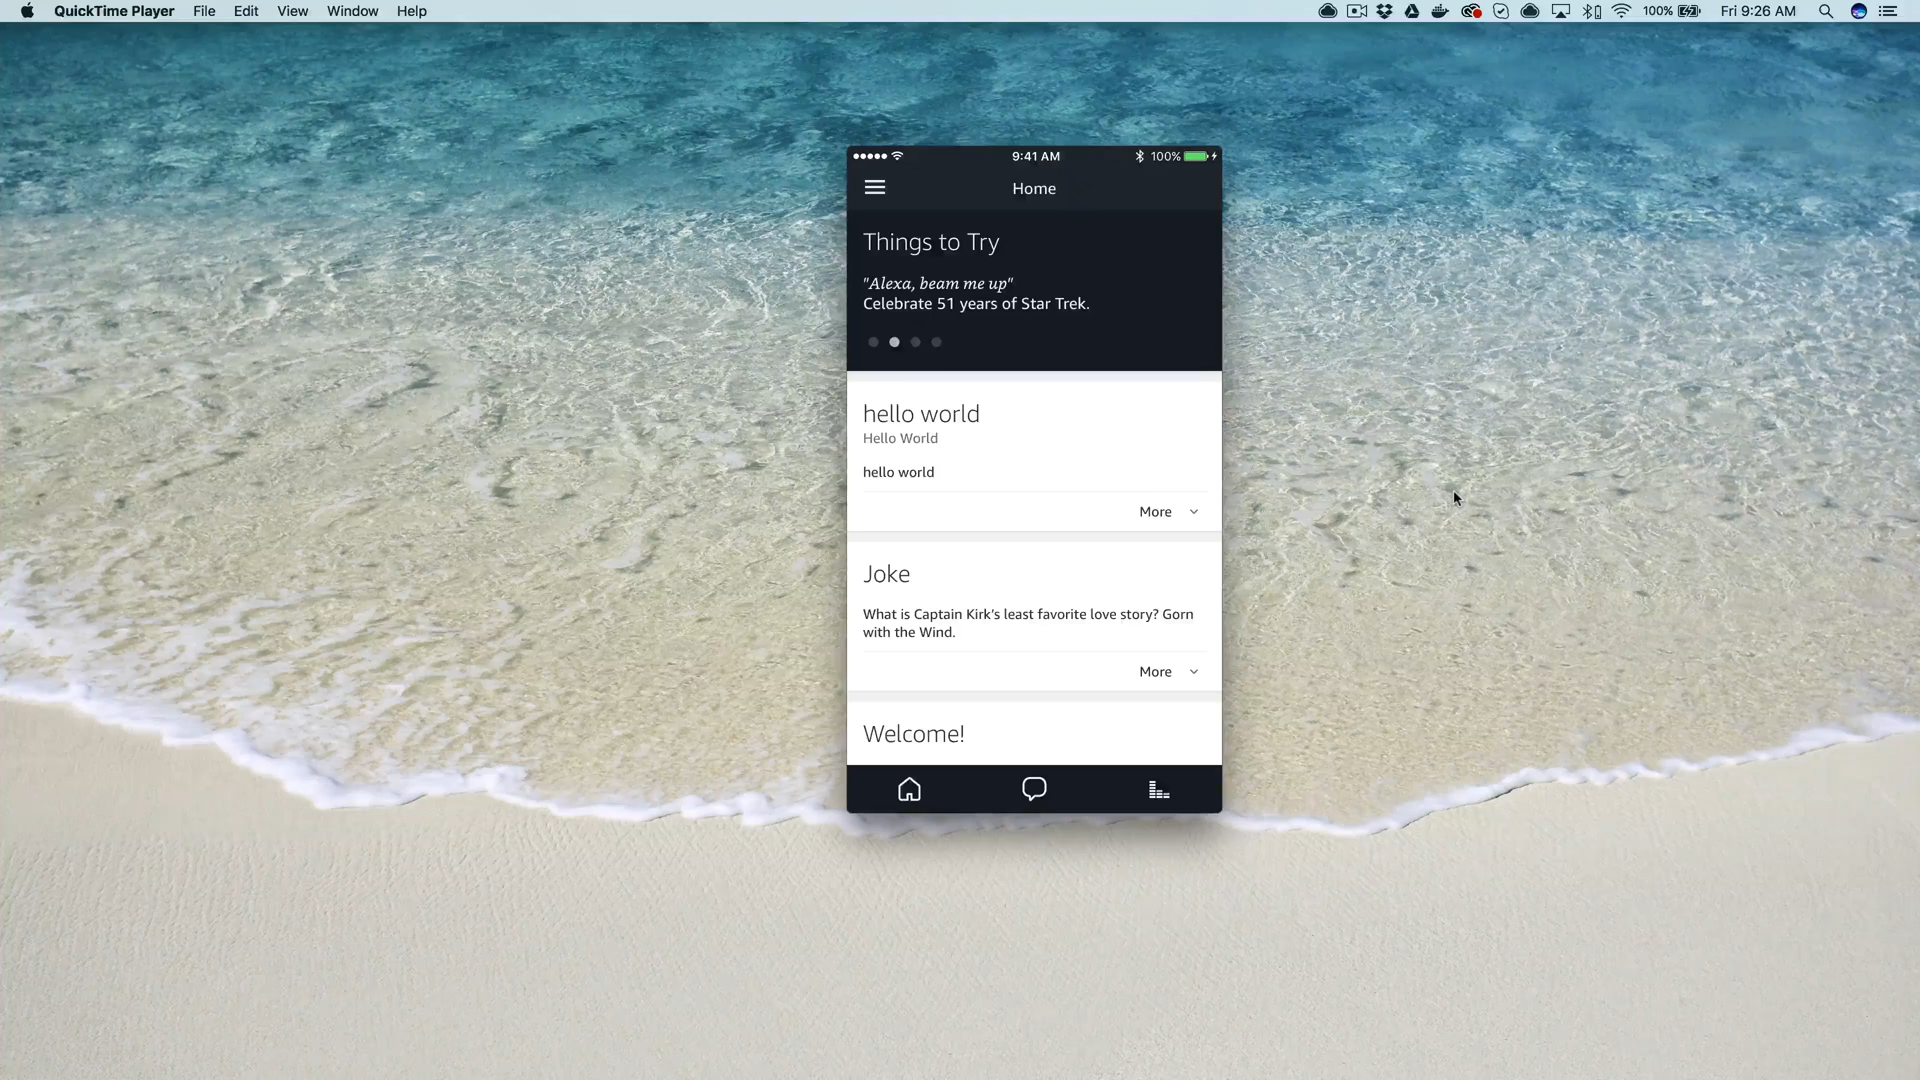 QuickTime Player File Edit View Window Help 100% Fri 9:26 AM
9:41 AM 100%
Home
Things to Try
"Alexa, beam me up"
Celebrate 51 years of Star Trek.
hello world
Hello World
hello world
More
Joke
What is Captain Kirk's least favorite love story? Gorn
with the Wind.
More
Welcome!